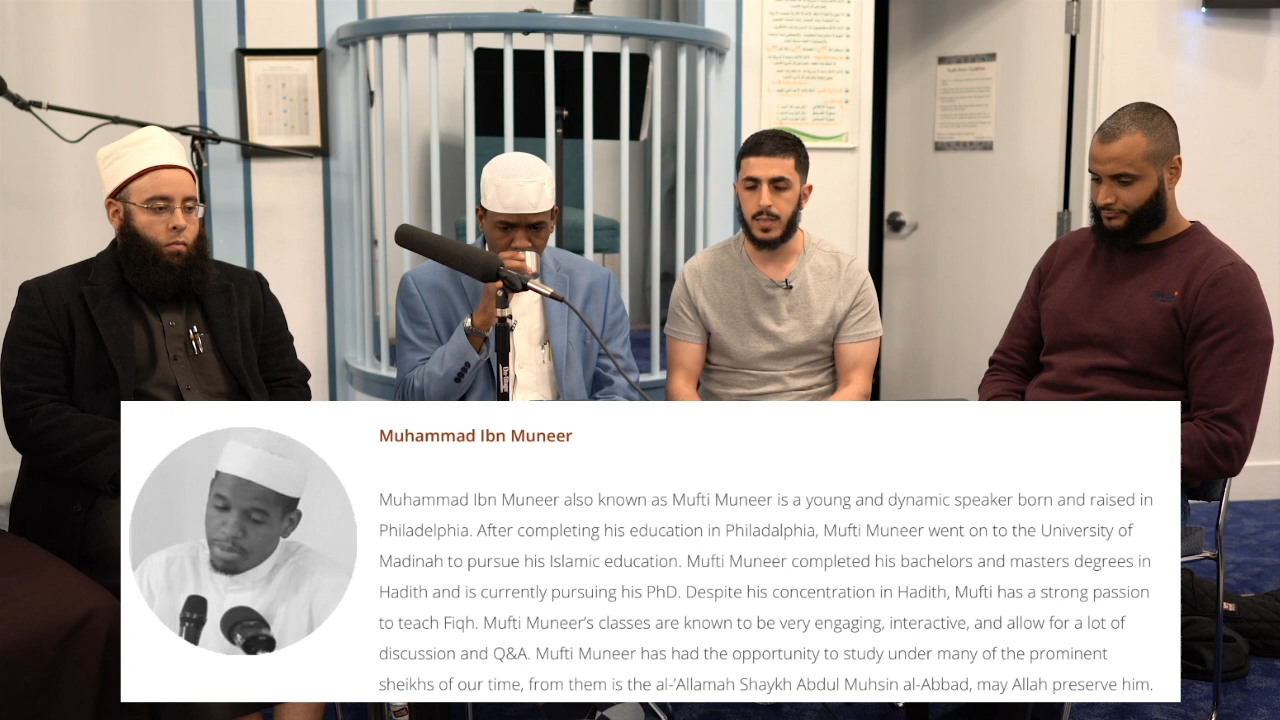 Muhammad Ibn Muneer
Muhammad Ibn Muneer also known as Mufti Muneer is a young and dynamic speaker born and raised in
Philadelphia. After completing his education in Philadalphia, Mufti Muneer went on to the University of
Madinah to pursue his Islamic education. Mufti Muneer completed his bachelors and masters degrees in
Hadith and is currently pursuing his PhD. Despite his concentration in Hadith, Mufti has a strong passion
to teach Fiqh. Mufti Muneer's classes are known to be very engaging, interactive, and allow for a lot of
discussion and Q&A. Mufti Muneer has had the opportunity to study under many of the prominent
sheikhs of our time, from them is the al-'Allamah Shaykh Abdul Muhsin al-Abbad, may Allah preserve him.